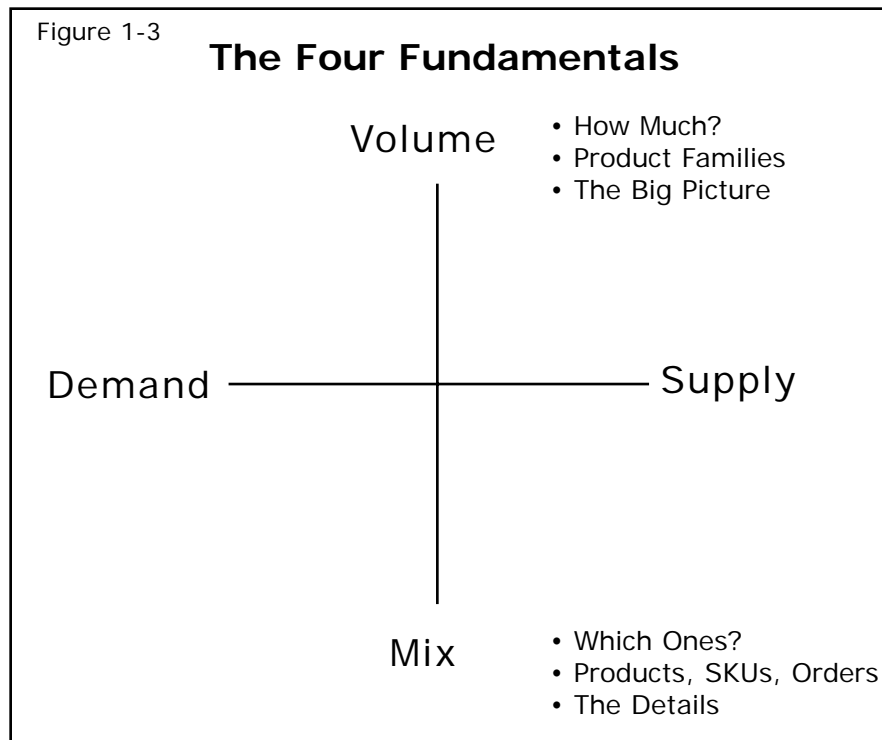 Figure 1-3
The Four Fundamentals
Volume
• How Much?
• Product Families
• The Big Picture
Demand
Supply
Mix
• Which Ones?
• Products, SKUs, Orders
• The Details